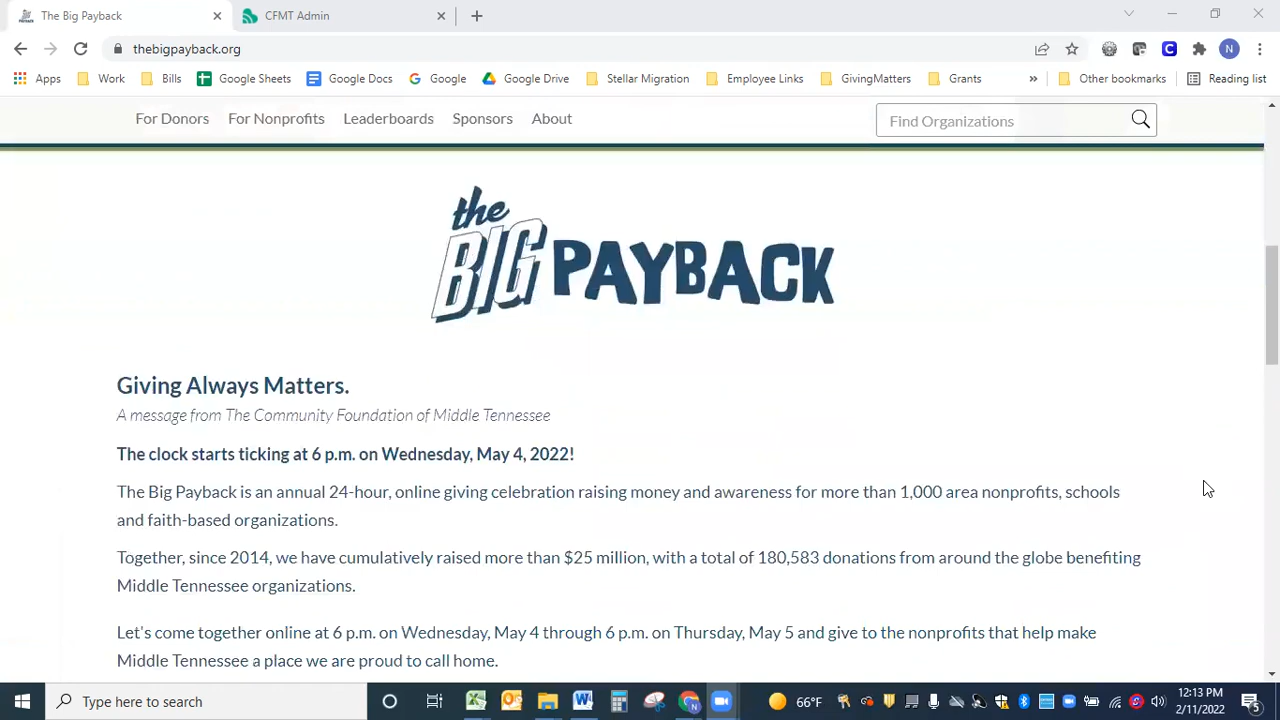 The Big Payback
CFMT Admin
thebigpayback.org
N
Apps Work Bills Google Sheets Google Docs Google Google Drive Stellar Migration Employee Links GivingMatters Grants » Other bookmarks Reading list
For Donors For Nonprofits Leaderboards Sponsors About Find Organizations
the
BIG PAYBACK
Giving Always Matters.
A message from The Community Foundation of Middle Tennessee
The clock starts ticking at 6 p.m. on Wednesday, May 4, 2022!
The Big Payback is an annual 24-hour, online giving celebration raising money and awareness for more than 1,000 area nonprofits, schools
and faith-based organizations.
Together, since 2014, we have cumulatively raised more than $25 million, with a total of 180,583 donations from around the globe benefiting
Middle Tennessee organizations.
Let's come together online at 6 p.m. on Wednesday, May 4 through 6 p.m. on Thursday, May 5 and give to the nonprofits that help make
Middle Tennessee a place we are proud to call home.
Type here to search
66°F
12:13 PM
2/11/2022
5